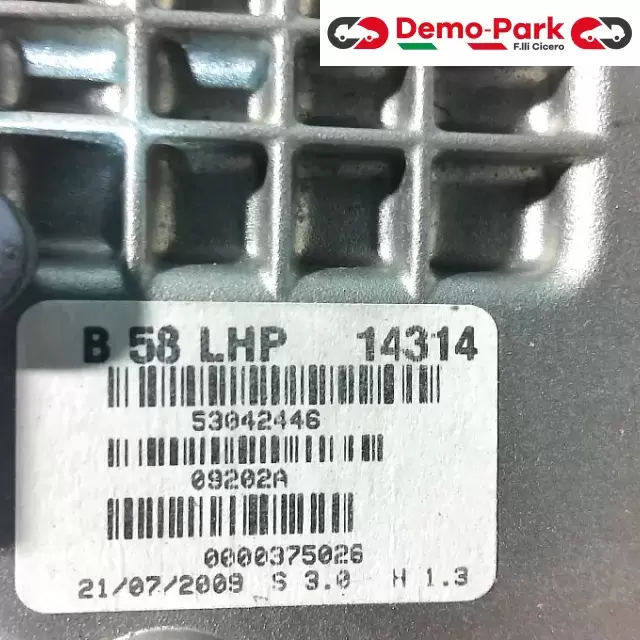 Demo-Park
F.lli Cicero
B 58 LHP 14314
53042446
09202A
0000375026
21/07/2009 S 3.0 H 1.3